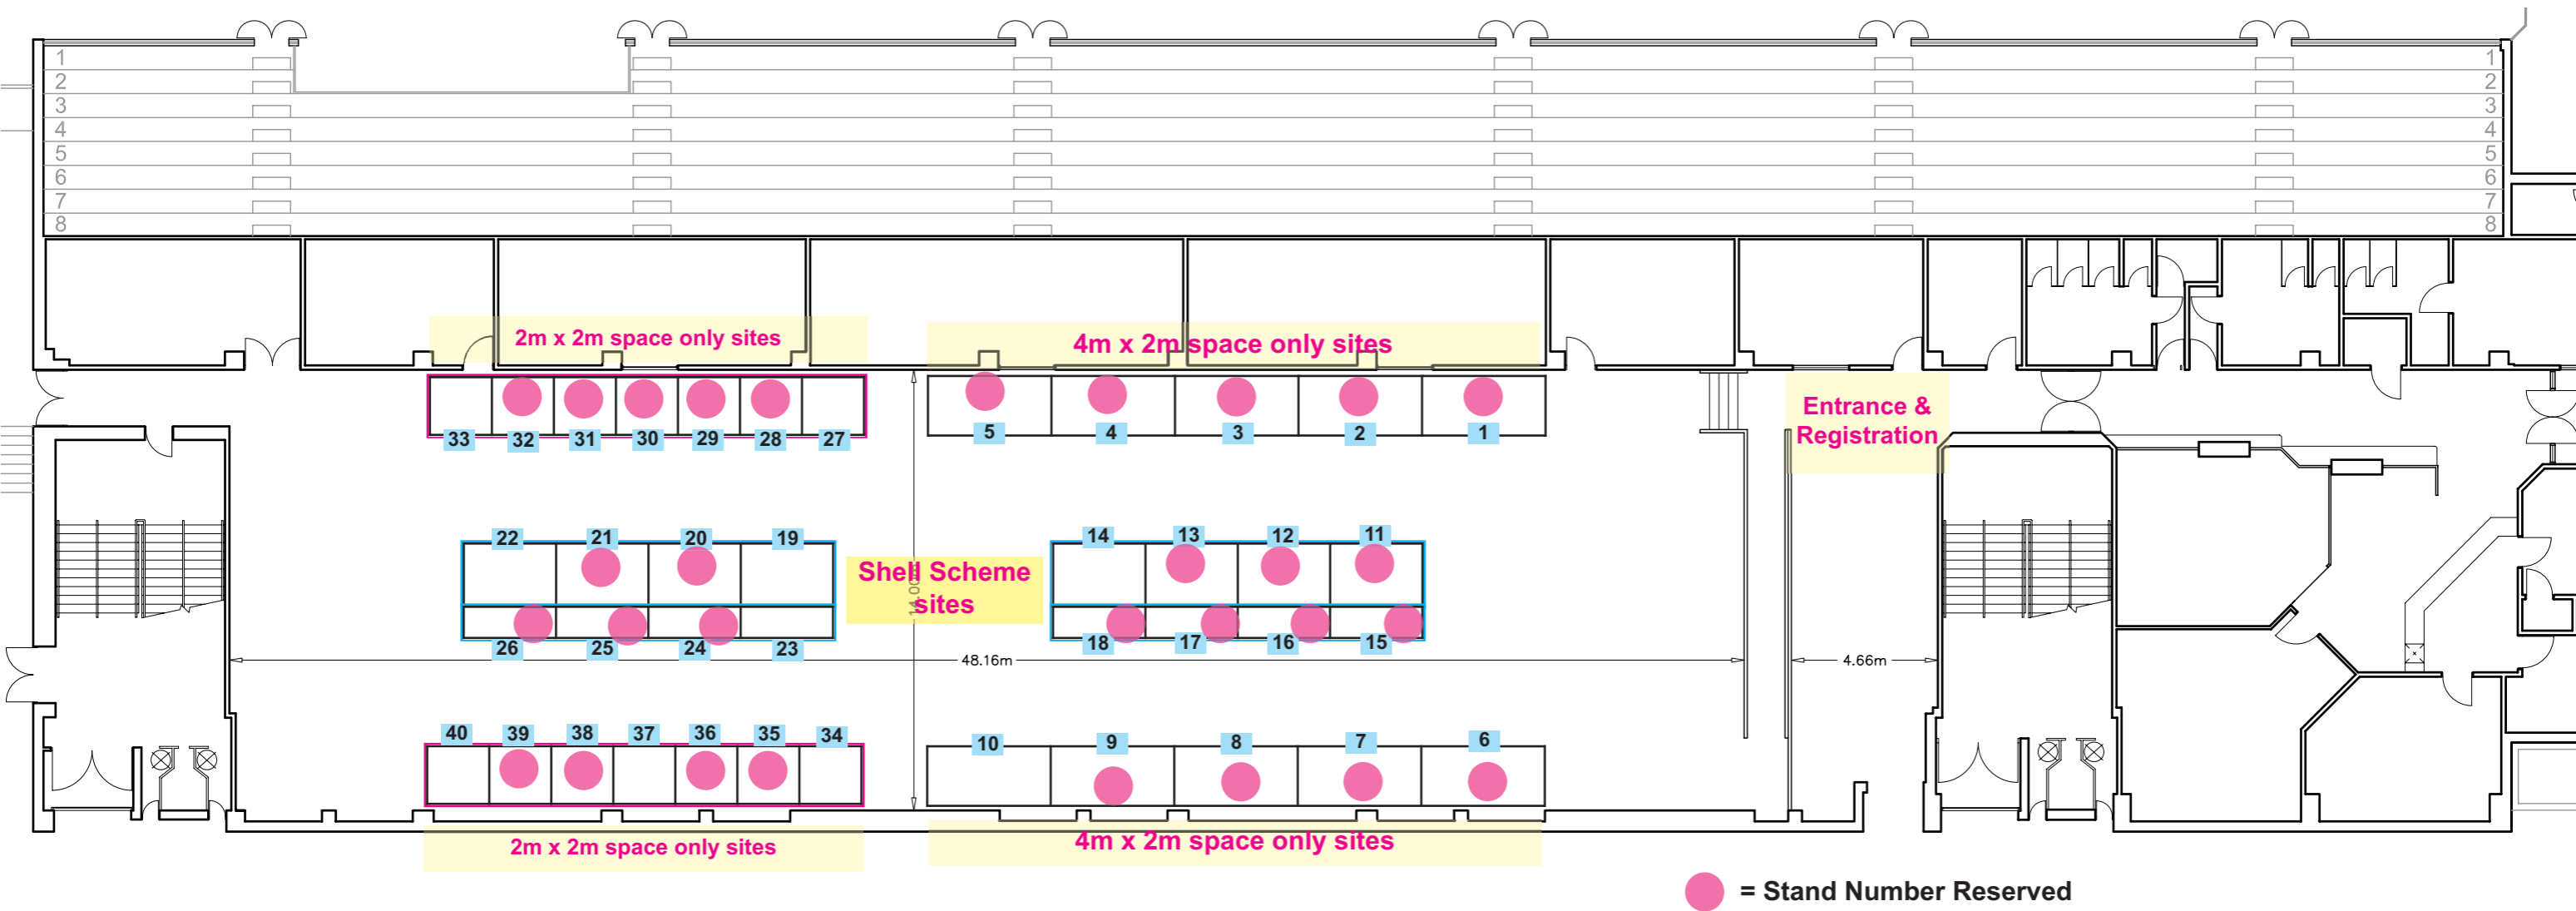 1 1
2 2
3 3
4 4
5 5
6 6
7 7
8 8
2m x 2m space only sites
4m x 2m space only sites
Entrance &
Registration
33 32 31 30 29 28 27
5 4 3 2 1
22 21 20 19
14 13 12 11
Shell Scheme
sites
14.00m
26 25 24 23
18 17 16 15
48.16m
4.66m
40 39 38 37 36 35 34
10 9 8 7 6
2m x 2m space only sites
4m x 2m space only sites
= Stand Number Reserved